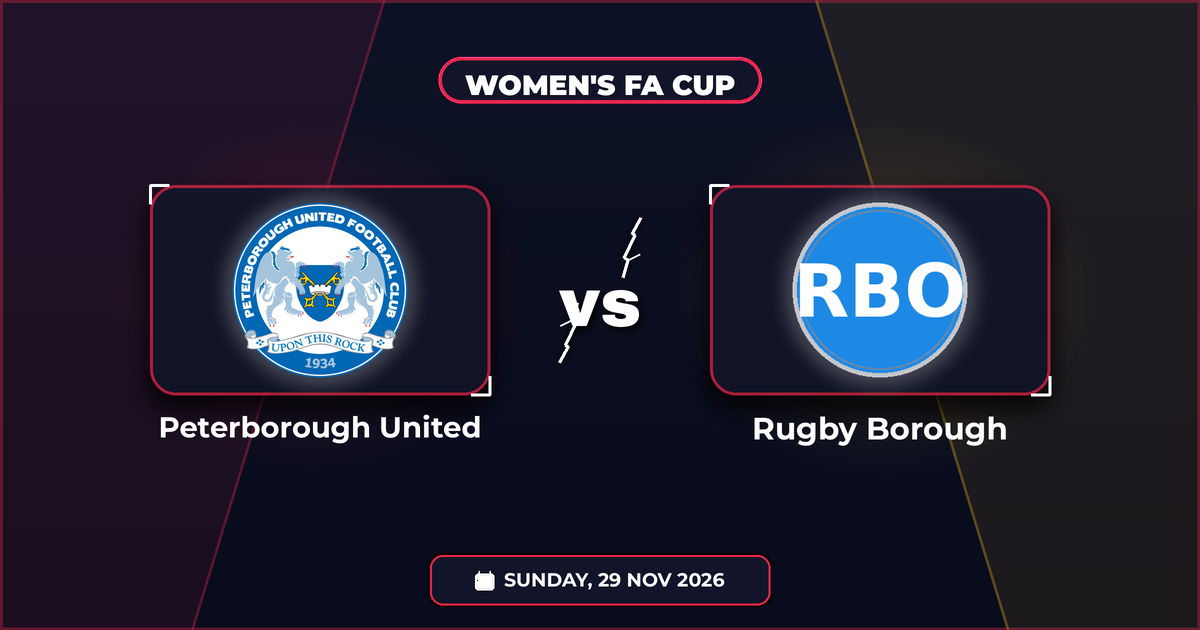 WOMEN'S FA CUP
PETERBOROUGH UNITED FOOTBALL CLUB
UPON THIS ROCK
1934
VS
RBO
Peterborough United
Rugby Borough
SUNDAY, 29 NOV 2026